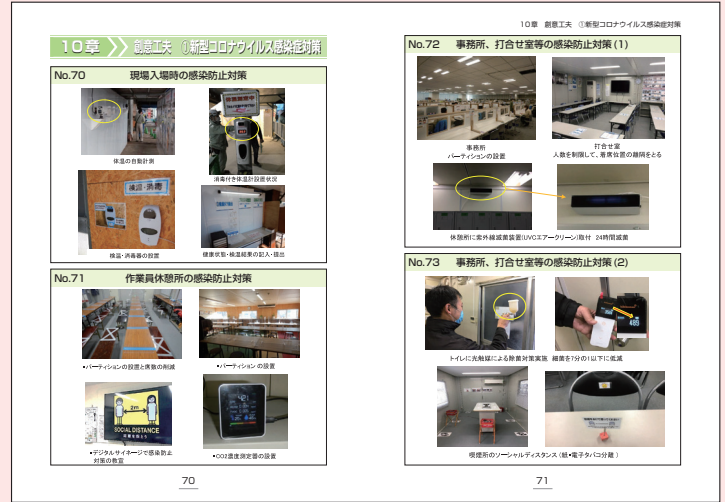 10章 創意工夫 ①新型コロナウイルス感染症対策
10章 》 創意工夫 ①新型コロナウイルス感染症対策
No.70 現場入場時の感染防止対策
体温の自動計測
消毒付き体温計設置状況
検温・消毒
検温・消毒器の設置
健康状態・検温結果の記入・提出
No.71 作業員休憩所の感染防止対策
•パーティションの設置と席数の削減
•パーティションの設置
2m
SOCIAL DISTANCE
•デジタルサイネージで感染防止
対策の教宣
•CO2濃度測定器の設置
70
No.72 事務所、打合せ室等の感染防止対策(1)
事務所
パーティションの設置
打合せ室
人数を制限して、着席位置の離隔をとる
休憩所に紫外線滅菌装置(UVCエアークリーン)取付 24時間滅菌
No.73 事務所、打合せ室等の感染防止対策(2)
489
トイレに光触媒による除菌対策実施 細菌を7分の1以下に低減
喫煙所のソーシャルディスタンス(紙•電子タバコ分離)
71